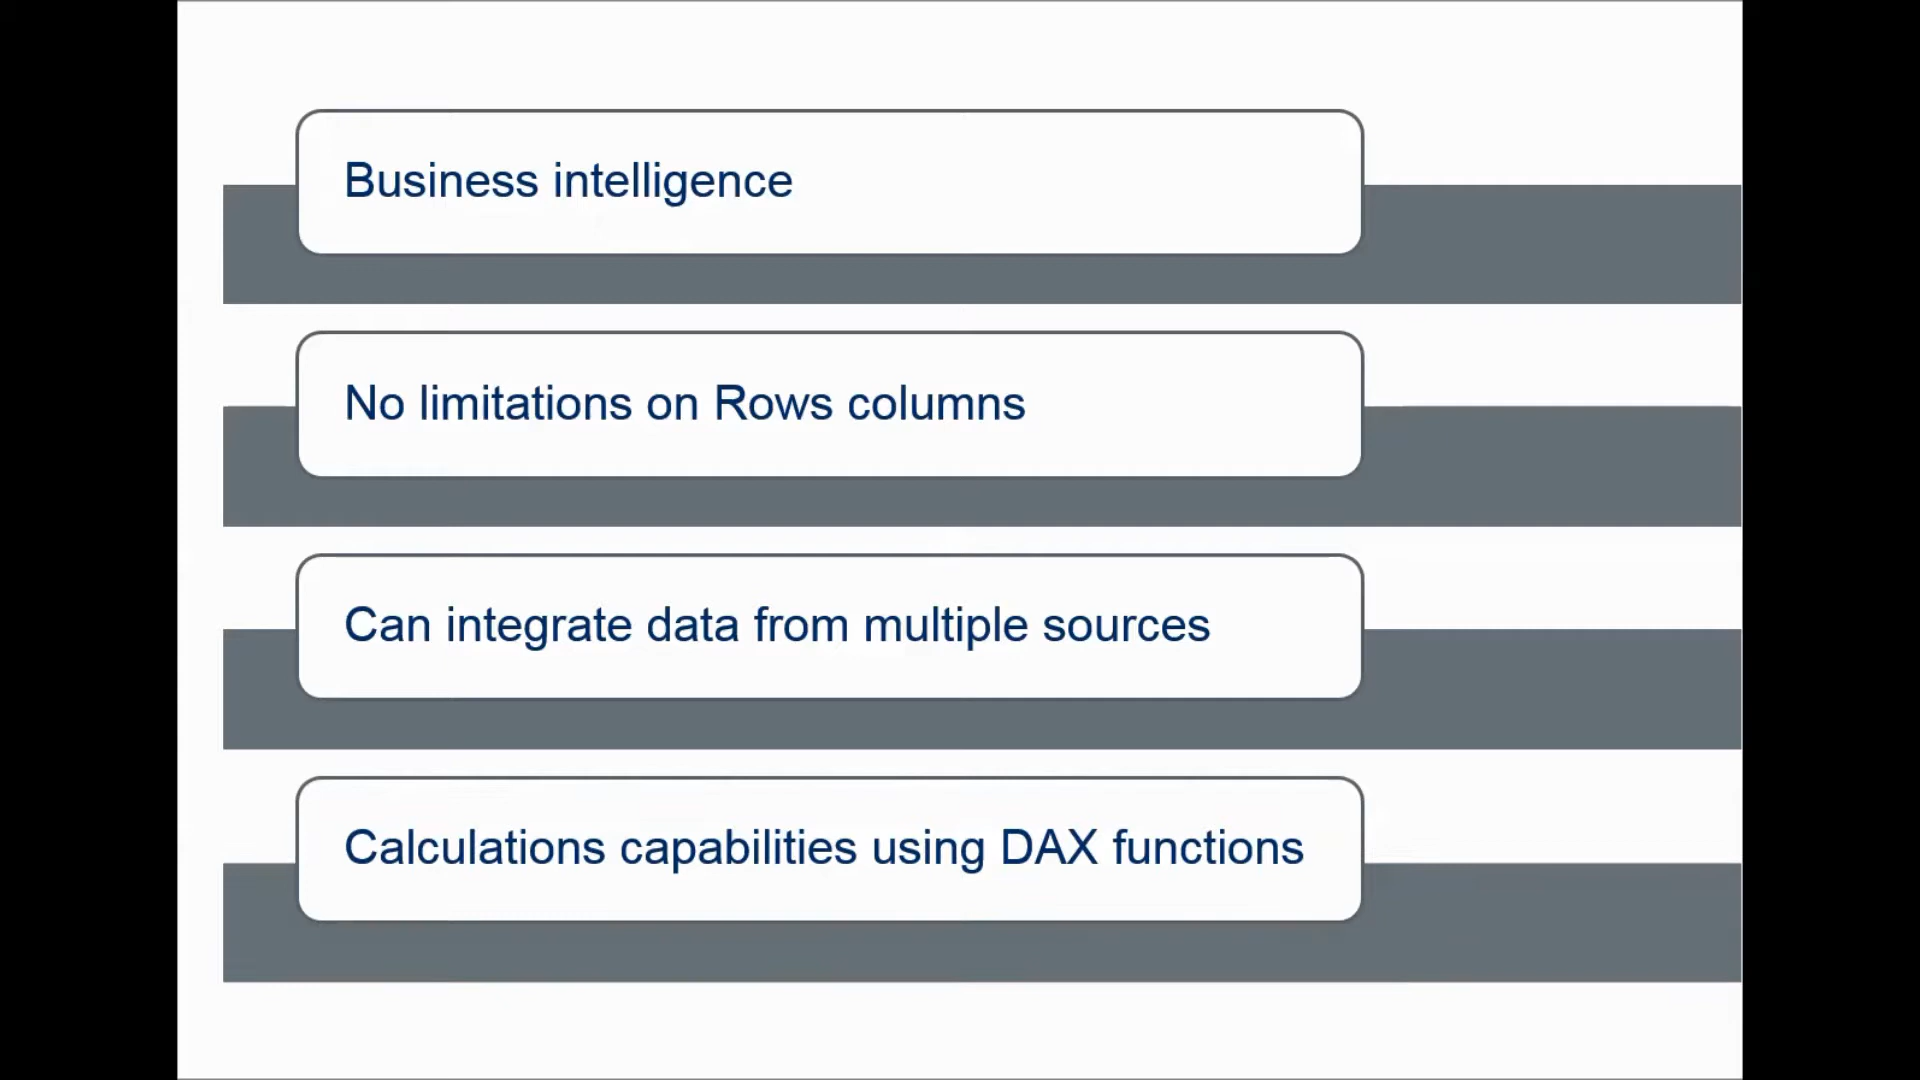 Business intelligence
No limitations on Rows columns
Can integrate data from multiple sources
Calculations capabilities using DAX functions